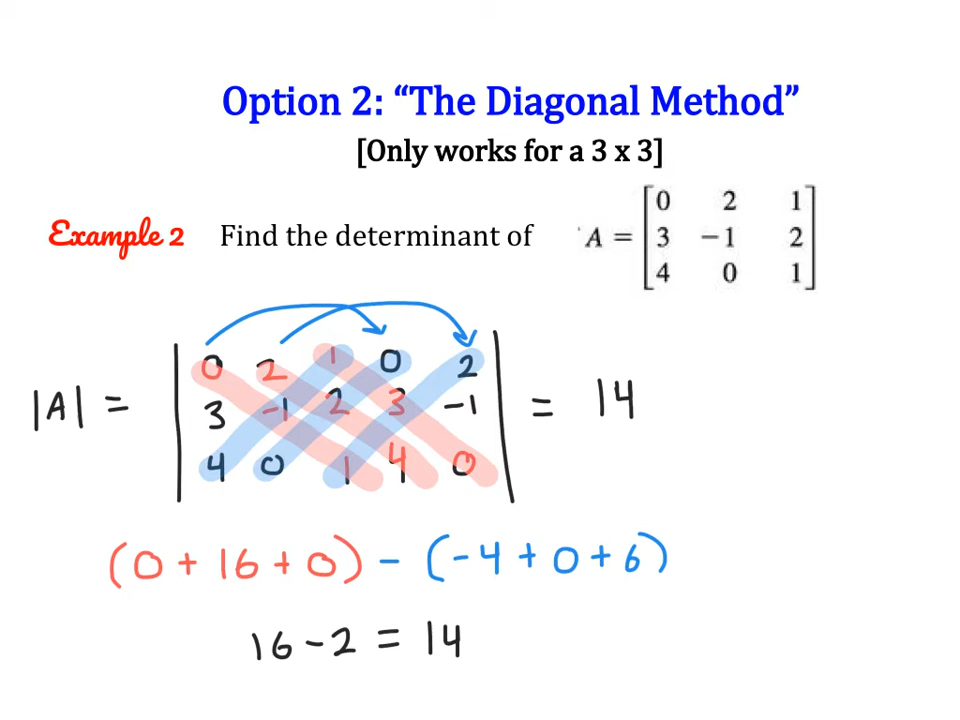 Option 2: “The Diagonal Method”
[Only works for a 3 x 3]
Example 2 Find the determinant of A = [0 2 1
3 −1 2
4 0 1]
0 2 1 0 2
|A| = | 3 -1 2 3 -1 | = 14
4 0 1 4 0
(0 + 16 + 0) - (-4 + 0 + 6)
16 - 2 = 14